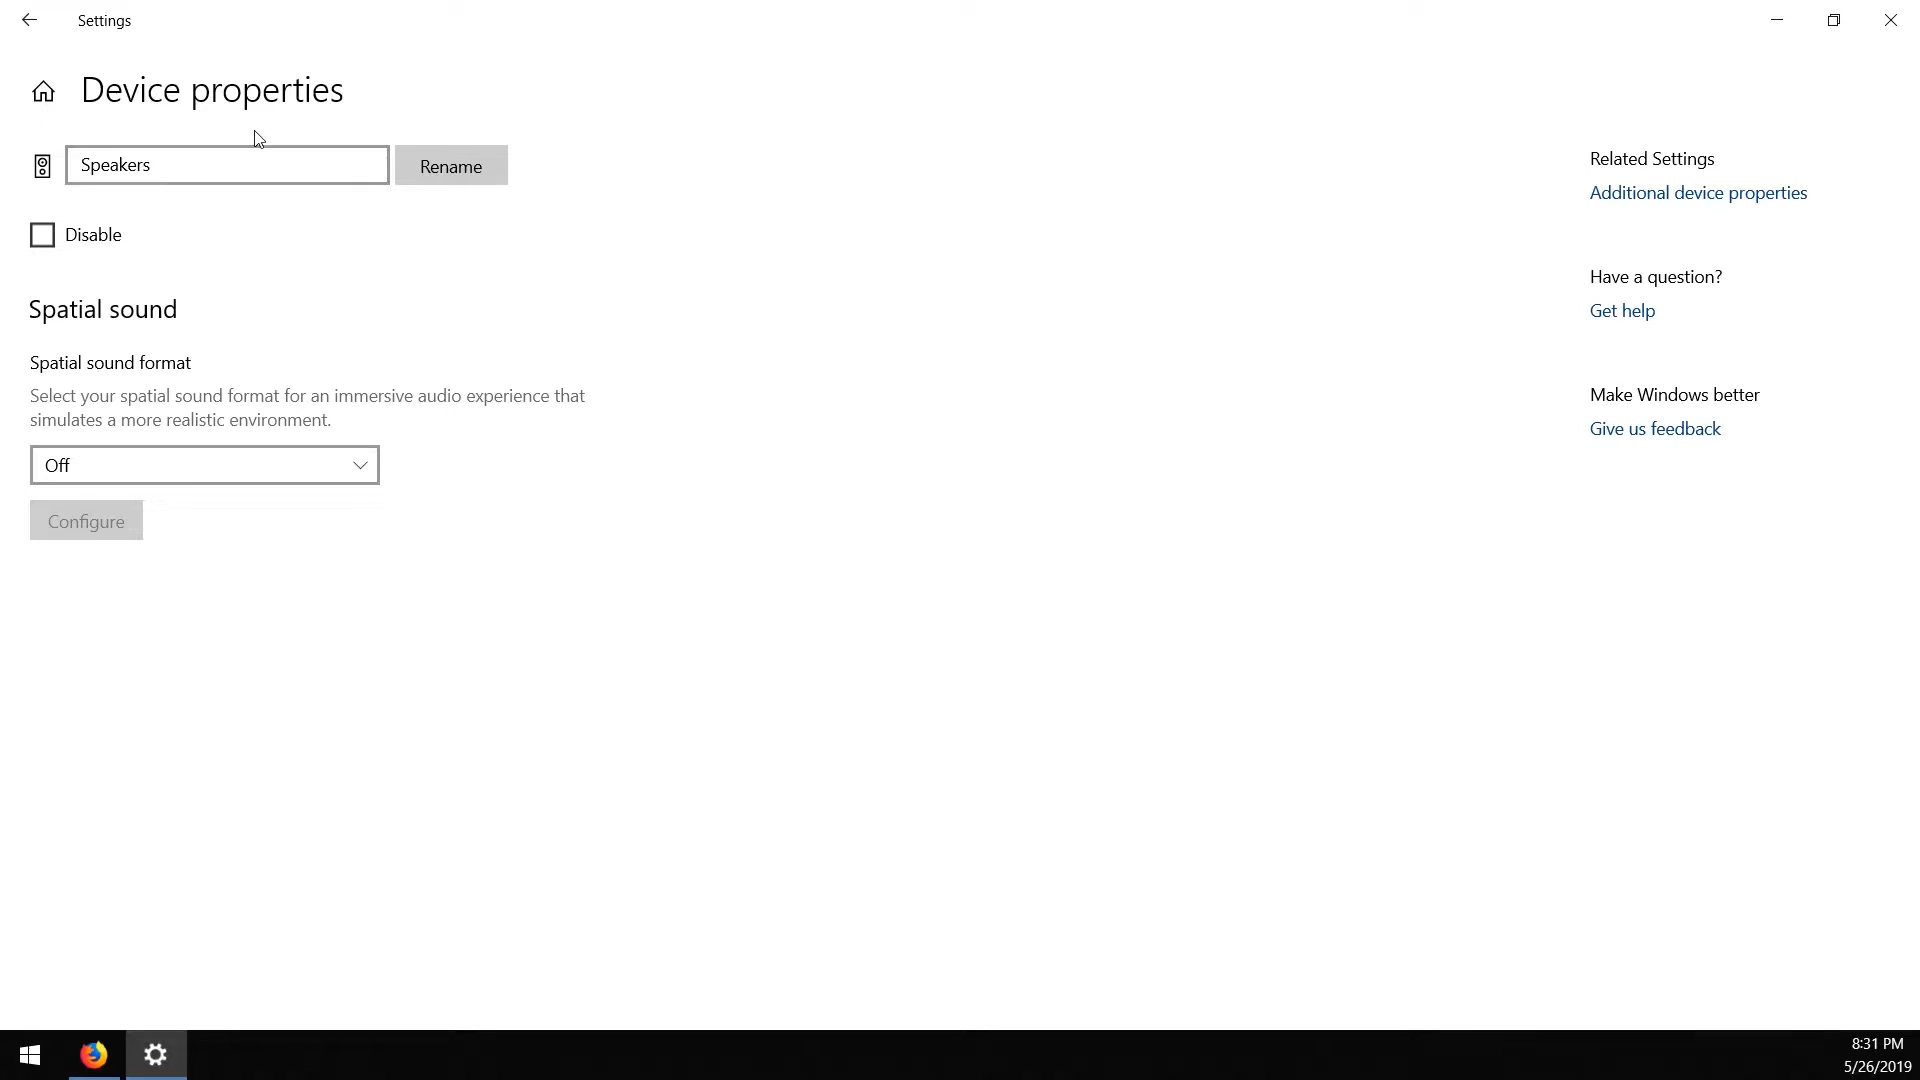 Settings
Device properties
Speakers
Rename
Disable
Spatial sound
Spatial sound format
Select your spatial sound format for an immersive audio experience that
simulates a more realistic environment.
Off
Configure
Related Settings
Additional device properties
Have a question?
Get help
Make Windows better
Give us feedback
8:31 PM
5/26/2019